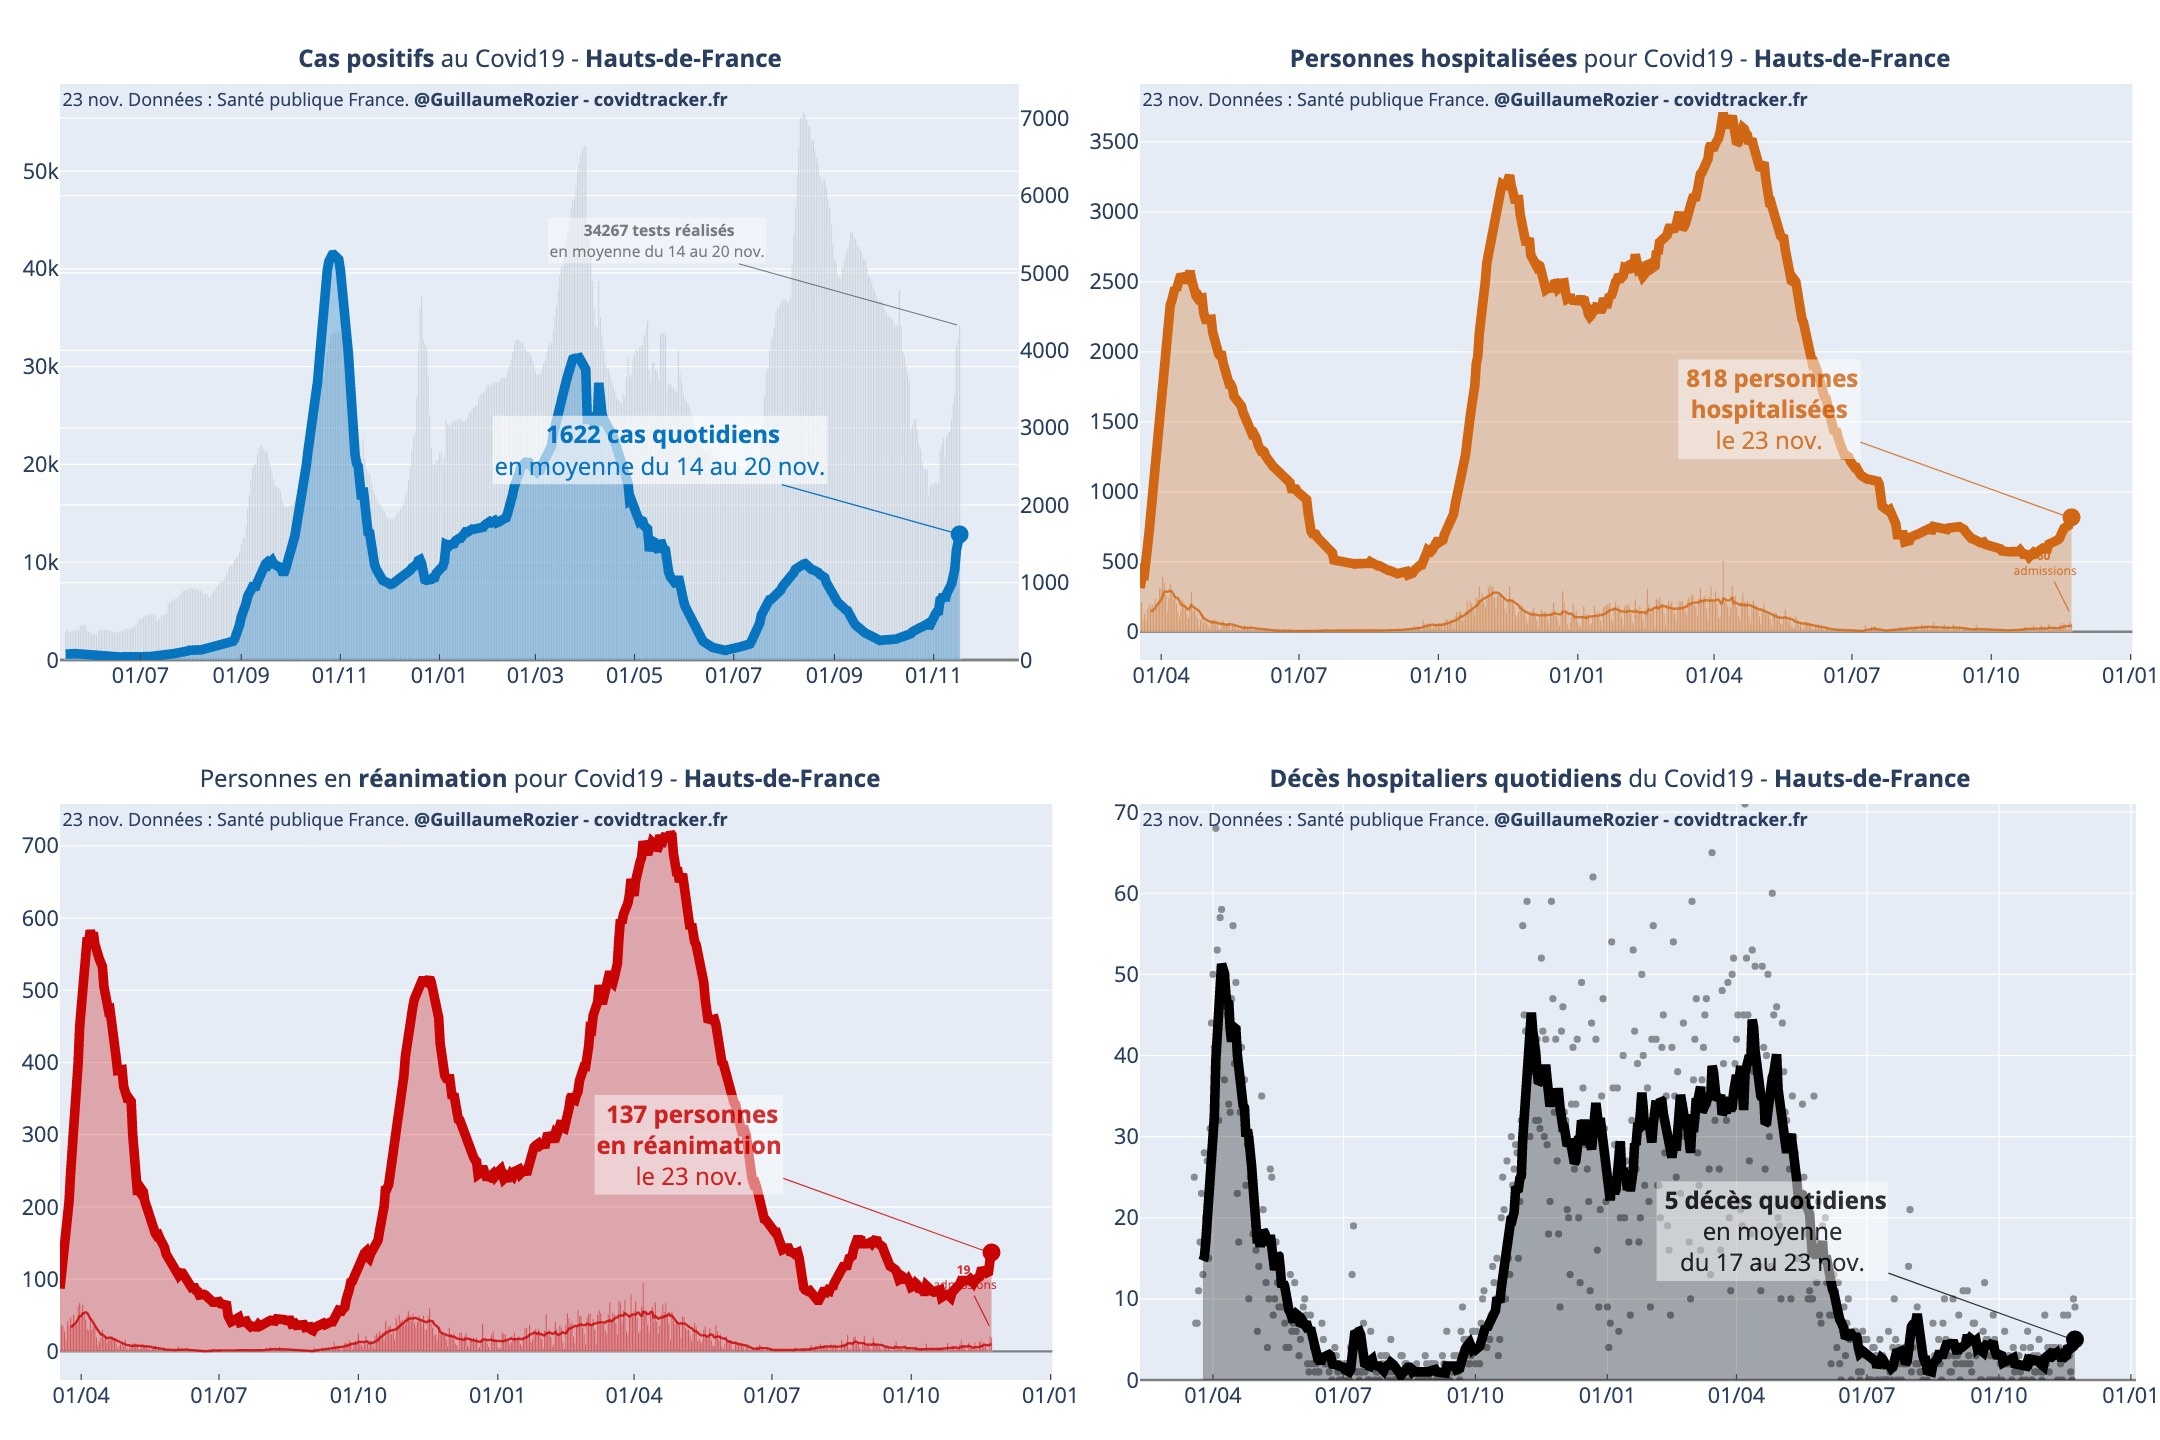 Cas positifs au Covid19 - Hauts-de-France
23 nov. Données : Santé publique France. @GuillaumeRozier - covidtracker.fr
7000
50k
6000
34267 tests réalisés
en moyenne du 14 au 20 nov.
40k
5000
30k
4000
1622 cas quotidiens
3000
20k
en moyenne du 14 au 20 nov.
2000
10k
1000
0
0
01/07 01/09 01/11 01/01 01/03 01/05 01/07 01/09 01/11
Personnes hospitalisées pour Covid19 - Hauts-de-France
23 nov. Données : Santé publique France. @GuillaumeRozier - covidtracker.fr
3500
3000
2500
2000
818 personnes
hospitalisées
1500
le 23 nov.
1000
500
admissions
0
01/04 01/07 01/10 01/01 01/04 01/07 01/10 01/01
Personnes en réanimation pour Covid19 - Hauts-de-France
23 nov. Données : Santé publique France. @GuillaumeRozier - covidtracker.fr
700
600
500
400
137 personnes
300
en réanimation
le 23 nov.
200
19
100
admissions
0
01/04 01/07 01/10 01/01 01/04 01/07 01/10 01/01
Décès hospitaliers quotidiens du Covid19 - Hauts-de-France
70
23 nov. Données : Santé publique France. @GuillaumeRozier - covidtracker.fr
60
50
40
30
5 décès quotidiens
20
en moyenne
du 17 au 23 nov.
10
0
01/04 01/07 01/10 01/01 01/04 01/07 01/10 01/01